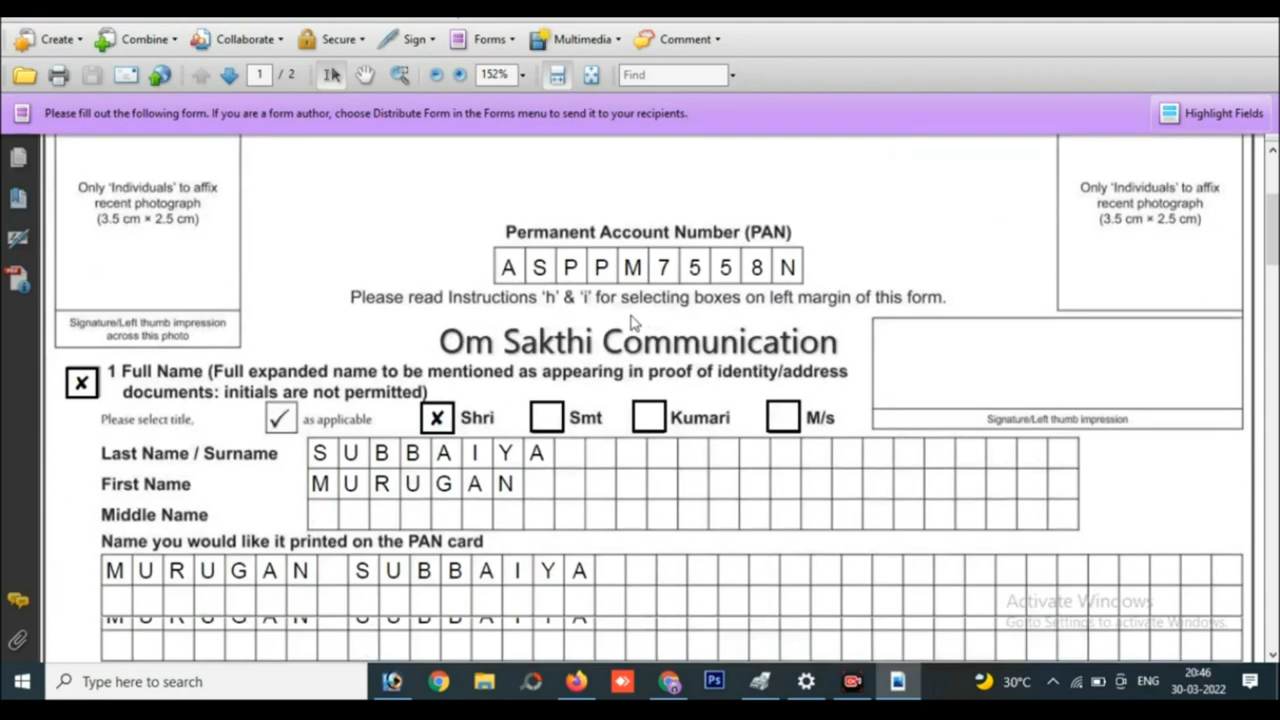 Create Combine Collaborate Secure Sign Forms Multimedia Comment
1 / 2 152% Find
Please fill out the following form. If you are a form author, choose Distribute Form in the Forms menu to send it to your recipients. Highlight Fields
Only 'Individuals' to affix
recent photograph
(3.5 cm × 2.5 cm)
Only 'Individuals' to affix
recent photograph
(3.5 cm × 2.5 cm)
Permanent Account Number (PAN)
A S P P M 7 5 5 8 N
Please read Instructions 'h' & 'i' for selecting boxes on left margin of this form.
Signature/Left thumb impression
across this photo
Om Sakthi Communication
1 Full Name (Full expanded name to be mentioned as appearing in proof of identity/address
documents: initials are not permitted)
Please select title, ✓ as applicable ✗ Shri Smt Kumari M/s
Signature/Left thumb impression
Last Name / Surname S U B B A I Y A
First Name M U R U G A N
Middle Name
Name you would like it printed on the PAN card
M U R U G A N S U B B A I Y A
Activate Windows
Go to Settings to activate Windows.
M U R U G A N S U B B A I Y A
Type here to search 30°C ENG 20:46
30-03-2022